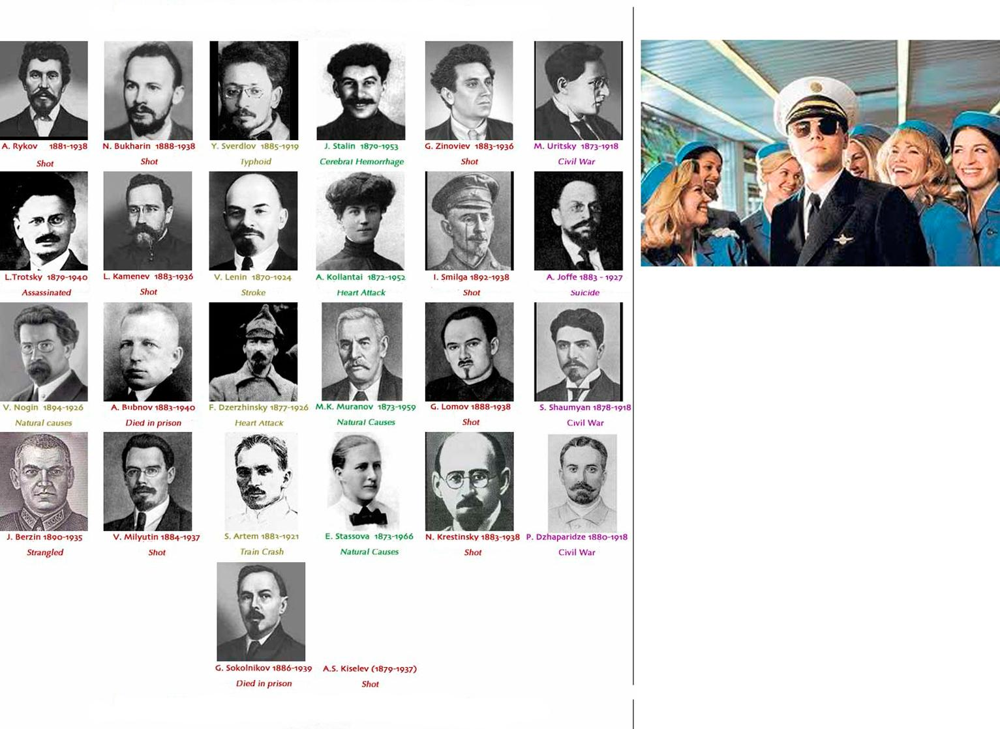 A. Rykov 1881-1938 N. Bukharin 1888-1938 Y. Sverdlov 1885-1919 J. Stalin 1870-1953 G. Zinoviev 1883-1936 M. Uritsky 1873-1918
Shot Shot Typhoid Cerebral Hemorrhage Shot Civil War
L.Trotsky 1879-1940 L. Kamenev 1883-1936 V. Lenin 1870-1924 A. Kollantai 1872-1952 I. Smilga 1892-1938 A. Joffe 1883 - 1927
Assassinated Shot Stroke Heart Attack Shot Suicide
V. Nogin 1894-1926 A. Bubnov 1883-1940 F. Dzerzhinsky 1877-1926 M.K. Muranov 1873-1959 G. Lomov 1888-1938 S. Shaumyan 1878-1918
Natural causes Died in prison Heart Attack Natural Causes Shot Civil War
J. Berzin 1890-1935 V. Milyutin 1884-1937 S. Artem 1883-1921 E. Stassova 1873-1966 N. Krestinsky 1883-1938 P. Dzhaparidze 1880-1918
Strangled Shot Train Crash Natural Causes Shot Civil War
G. Sokolnikov 1886-1939 A.S. Kiselev (1879-1937)
Died in prison Shot